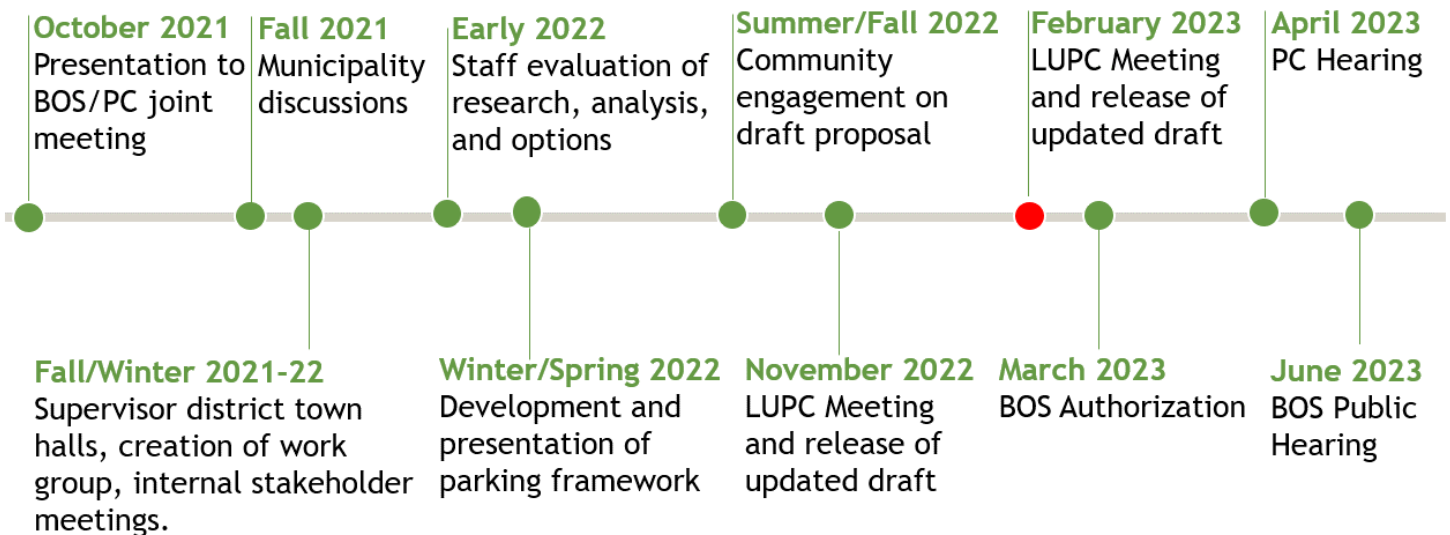 October 2021
Presentation to
BOS/PC joint
meeting
Fall 2021
Municipality
discussions
Early 2022
Staff evaluation of
research, analysis,
and options
Summer/Fall 2022
Community
engagement on
draft proposal
February 2023
LUPC Meeting
and release of
updated draft
April 2023
PC Hearing
Fall/Winter 2021-22
Supervisor district town
halls, creation of work
group, internal stakeholder
meetings.
Winter/Spring 2022
Development and
presentation of
parking framework
November 2022
LUPC Meeting
and release of
updated draft
March 2023
BOS Authorization
June 2023
BOS Public
Hearing